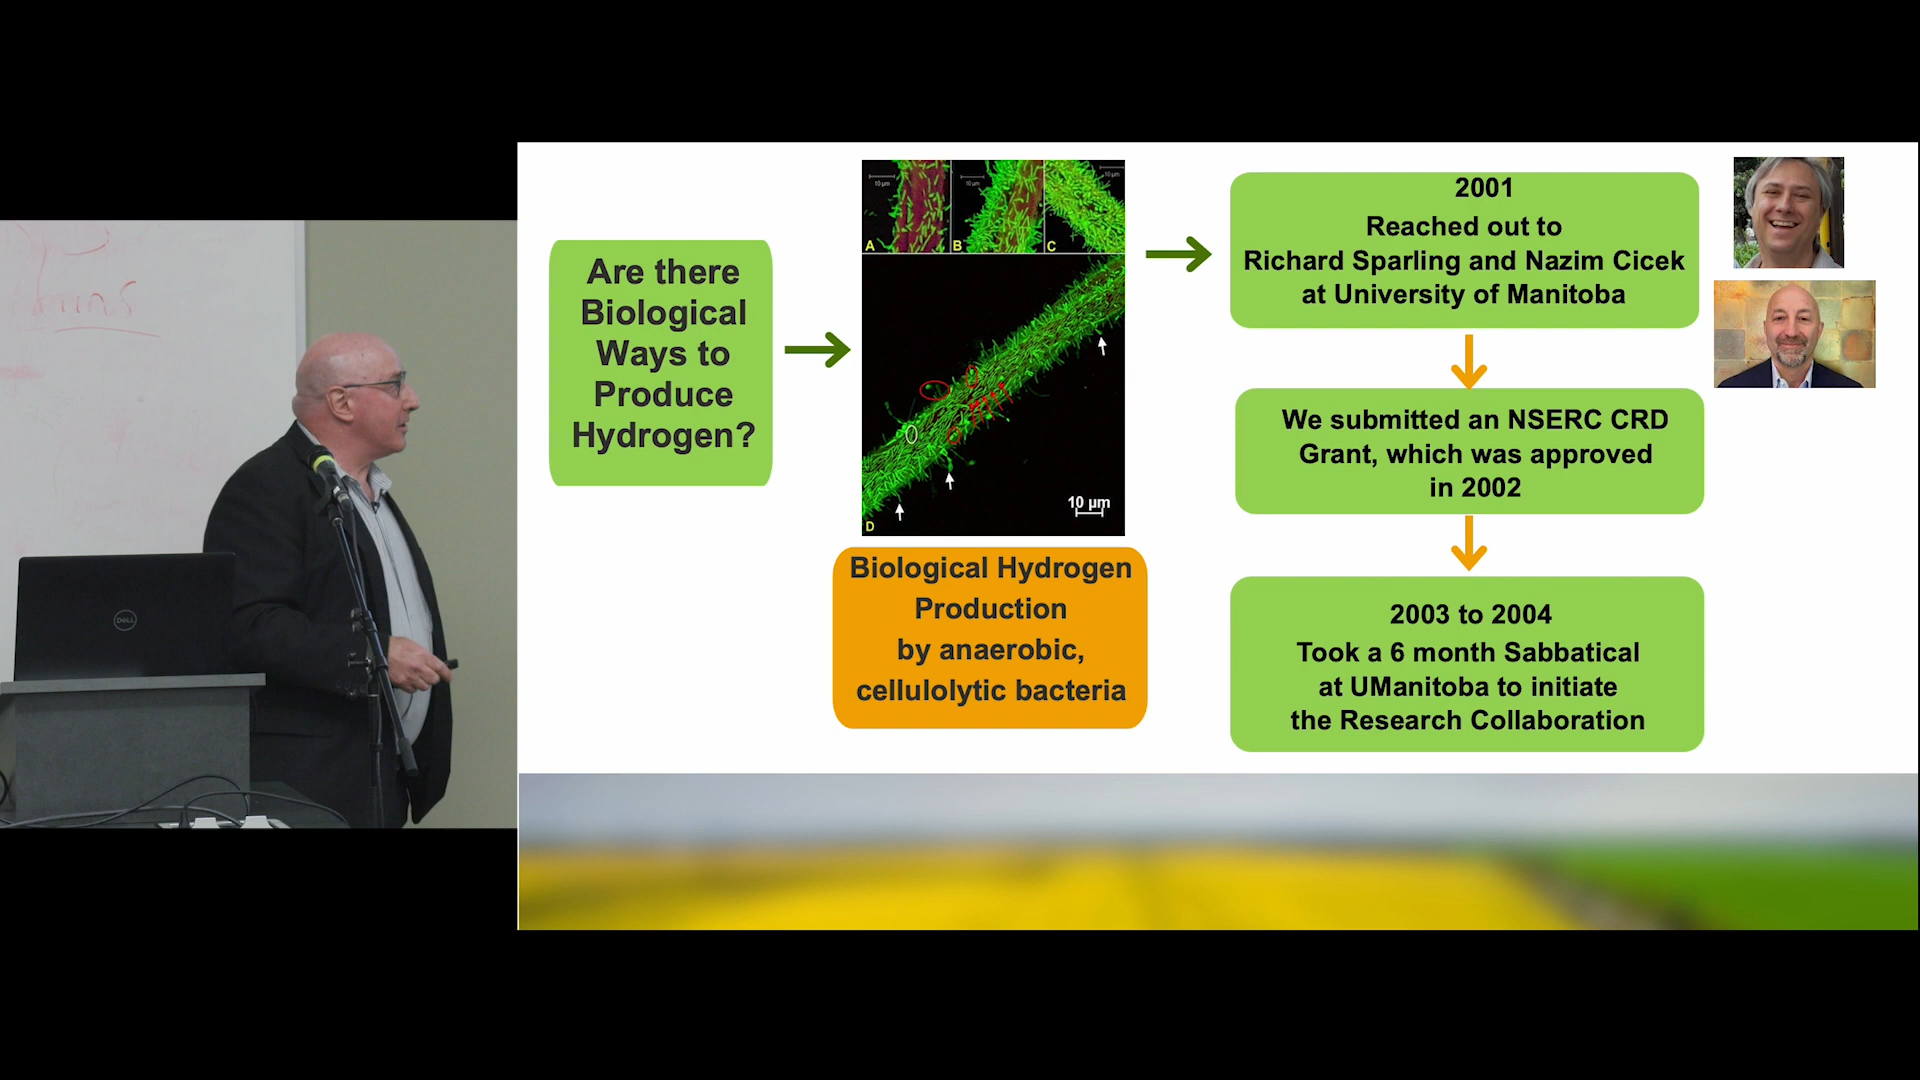 Are there
Biological
Ways to
Produce
Hydrogen?
10 µm
10 µm
10 µm
A
B
C
10 µm
D
Biological Hydrogen
Production
by anaerobic,
cellulolytic bacteria
2001
Reached out to
Richard Sparling and Nazim Cicek
at University of Manitoba
We submitted an NSERC CRD
Grant, which was approved
in 2002
2003 to 2004
Took a 6 month Sabbatical
at UManitoba to initiate
the Research Collaboration
DELL